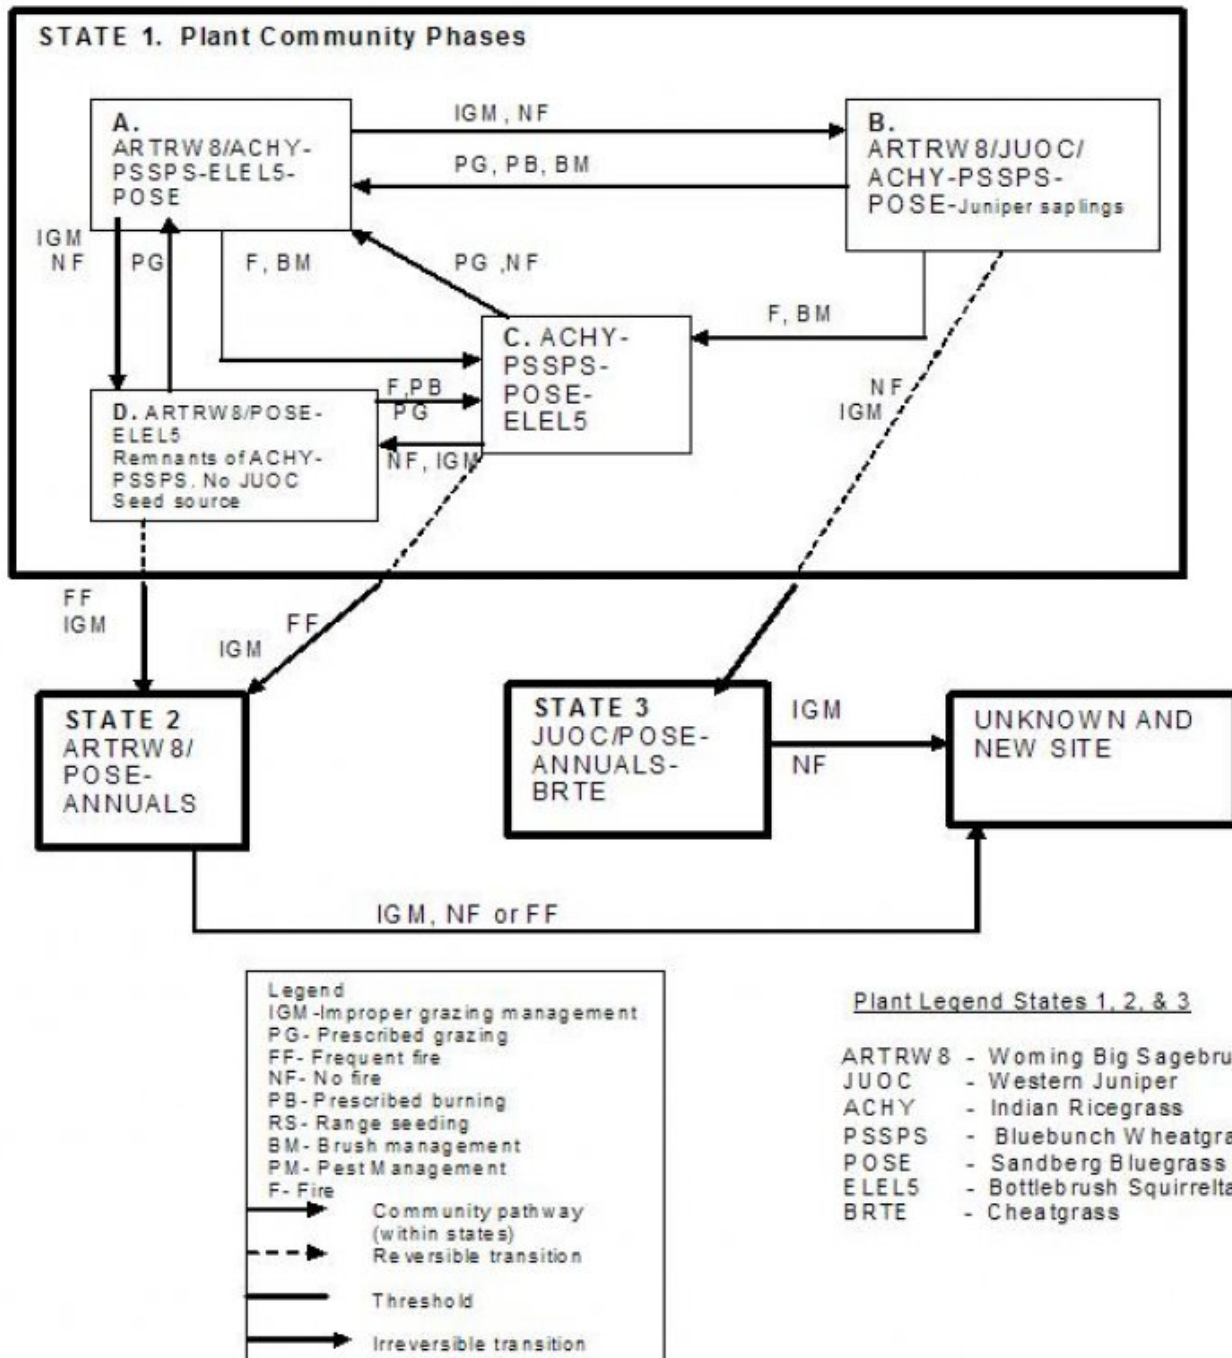 STATE 1. Plant Community Phases
A.
ARTRW8/ACHY-
PSSPS-ELEL5-
POSE
IGM, NF
PG, PB, BM
B.
ARTRW8/JUOC/
ACHY-PSSPS-
POSE-Juniper saplings
IGM
NF
PG
F, BM
PG ,NF
F, BM
C. ACHY-
PSSPS-
POSE-
ELEL5
NF
IGM
F,PB
PG
NF, IGM
D. ARTRW8/POSE-
ELEL5
Remnants of ACHY-
PSSPS. No JUOC
Seed source
FF
IGM
FF
IGM
STATE 2
ARTRW8/
POSE-
ANNUALS
STATE 3
JUOC/POSE-
ANNUALS-
BRTE
IGM
NF
UNKNOWN AND
NEW SITE
IGM, NF or FF
Legend
IGM-Improper grazing management
PG- Prescribed grazing
FF- Frequent fire
NF- No fire
PB- Prescribed burning
RS- Range seeding
BM- Brush management
PM- Pest Management
F- Fire
Community pathway
(within states)
Reversible transition
Threshold
Irreversible transition
Plant Legend States 1, 2, & 3
ARTRW8 - Woming Big Sagebru
JUOC - Western Juniper
ACHY - Indian Ricegrass
PSSPS - Bluebunch Wheatgra
POSE - Sandberg Bluegrass
ELEL5 - Bottlebrush Squirrelta
BRTE - Cheatgrass